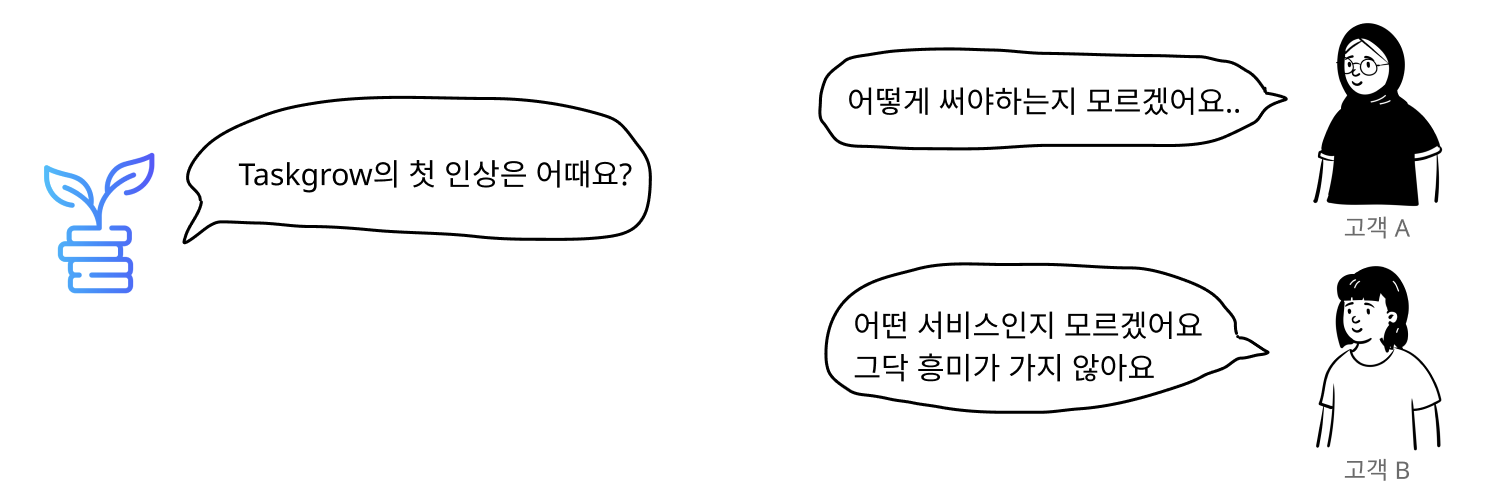 Taskgrow의 첫 인상은 어때요?
어떻게 써야하는지 모르겠어요..
고객 A
어떤 서비스인지 모르겠어요
그닥 흥미가 가지 않아요
고객 B